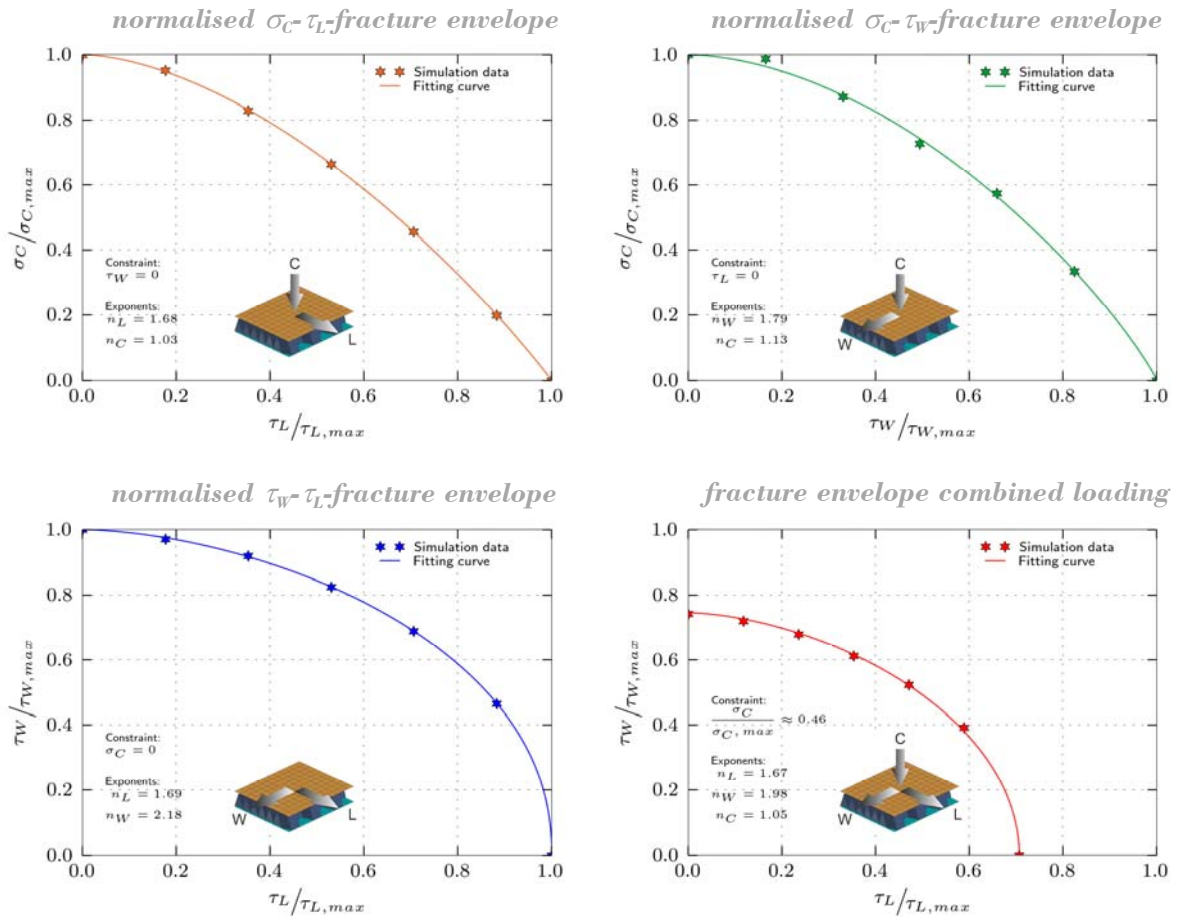 normalised σC-τL-fracture envelope
1.0
0.8
0.6
0.4
0.2
0.0
σC/σC,max
Simulation data
Fitting curve
Constraint:
τW = 0
Exponents:
nL = 1.68
nC = 1.03
C
L
0.0 0.2 0.4 0.6 0.8 1.0
τL/τL,max
normalised σC-τW-fracture envelope
1.0
0.8
0.6
0.4
0.2
0.0
σC/σC,max
Simulation data
Fitting curve
Constraint:
τL = 0
Exponents:
nW = 1.79
nC = 1.13
C
W
0.0 0.2 0.4 0.6 0.8 1.0
τW/τW,max
normalised τW-τL-fracture envelope
1.0
0.8
0.6
0.4
0.2
0.0
τW/τW,max
Simulation data
Fitting curve
Constraint:
σC = 0
Exponents:
nL = 1.69
nW = 2.18
W L
0.0 0.2 0.4 0.6 0.8 1.0
τL/τL,max
fracture envelope combined loading
1.0
0.8
0.6
0.4
0.2
0.0
τW/τW,max
Simulation data
Fitting curve
Constraint:
σC/σC,max ≈ 0.46
Exponents:
nL = 1.67
nW = 1.98
nC = 1.05
C
W L
0.0 0.2 0.4 0.6 0.8 1.0
τL/τL,max